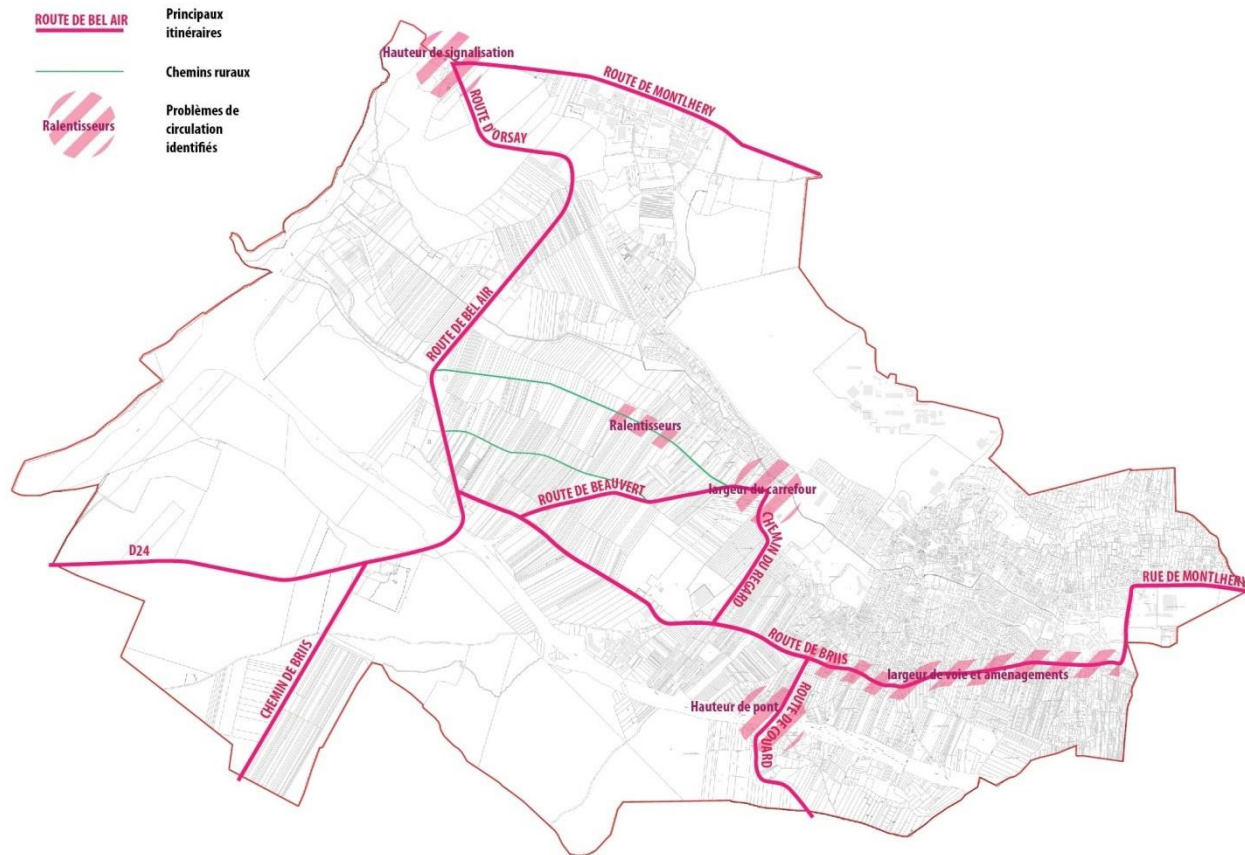 ROUTE DE BEL AIR
Principaux
itinéraires
Chemins ruraux
Ralentisseurs
Problèmes de
circulation
identifiés
Hauteur de signalisation
ROUTE DE MONTLHERY
ROUTE D'ORSAY
ROUTE DE BEL AIR
Ralentisseurs
ROUTE DE BEAUVERT
largeur du carrefour
CHEMIN DU REGARD
D24
CHEMIN DE BRIIS
RUE DE MONTLHERY
ROUTE DE BRIIS
largeur de voie et aménagements
Hauteur de pont
ROUTE DE COUARD